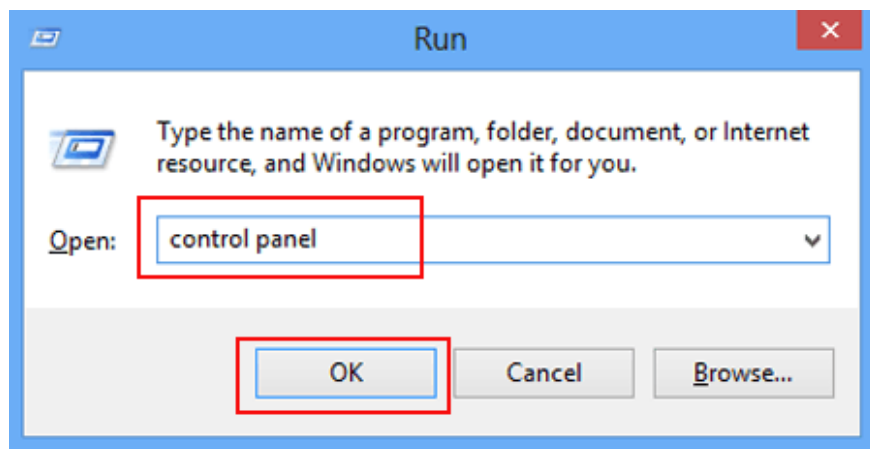 Run
Type the name of a program, folder, document, or Internet
resource, and Windows will open it for you.
Open: control panel
OK Cancel Browse...